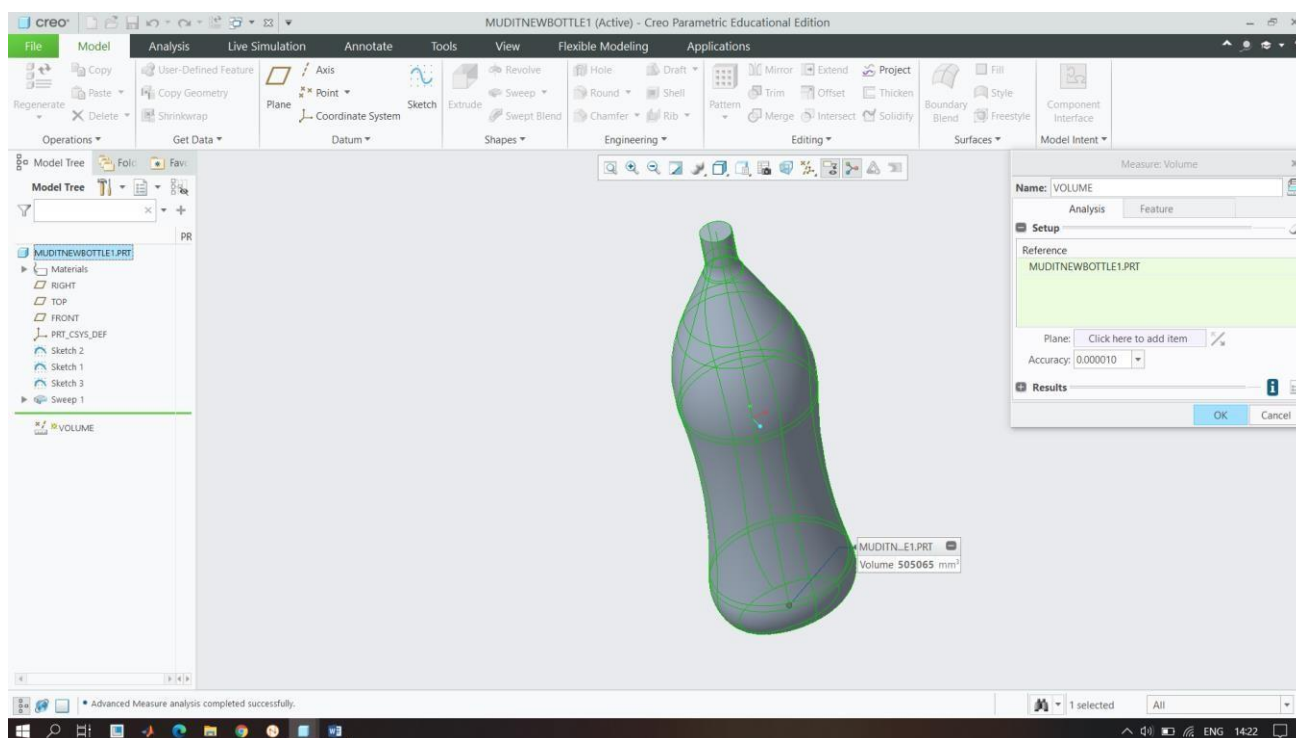 creo®
MUDITNEWBOTTLE1 (Active) - Creo Parametric Educational Edition
File Model Analysis Live Simulation Annotate Tools View Flexible Modeling Applications
Copy User-Defined Feature Axis Revolve Hole Draft Mirror Extend Project Fill
Paste Copy Geometry Point Sweep Round Shell Trim Offset Thicken Style
Regenerate Delete Shrinkwrap Plane Coordinate System Sketch Extrude Swept Blend Chamfer Rib Pattern Merge Intersect Solidify Boundary Blend Freestyle Component Interface
Operations Get Data Datum Shapes Engineering Editing Surfaces Model Intent
Model Tree
Model Tree
PR
MUDITNEWBOTTLE1.PRT
Materials
RIGHT
TOP
FRONT
PRT_CSYS_DEF
Sketch 2
Sketch 1
Sketch 3
Sweep 1
VOLUME
MUDITN...E1.PRT
Volume 505065 mm³
Measure: Volume
Name: VOLUME
Analysis Feature
Setup
Reference
MUDITNEWBOTTLE1.PRT
Plane: Click here to add item
Accuracy: 0.000010
Results
OK Cancel
• Advanced Measure analysis completed successfully.
1 selected All
ENG 14:22